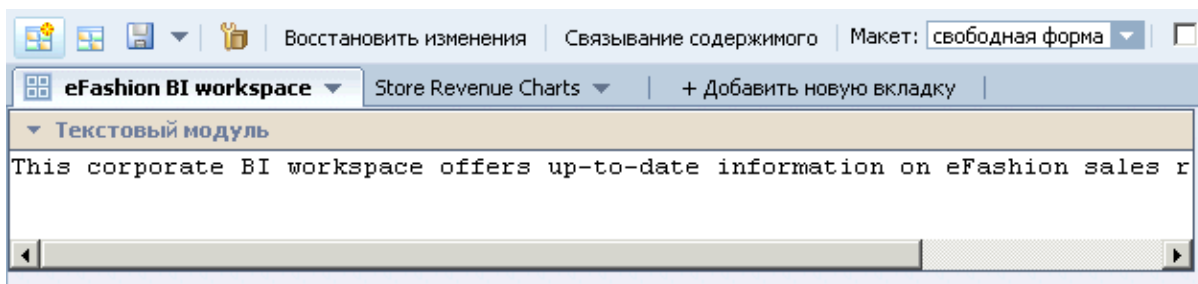 Восстановить изменения Связывание содержимого Макет: свободная форма
eFashion BI workspace Store Revenue Charts + Добавить новую вкладку
Текстовый модуль
This corporate BI workspace offers up-to-date information on eFashion sales r